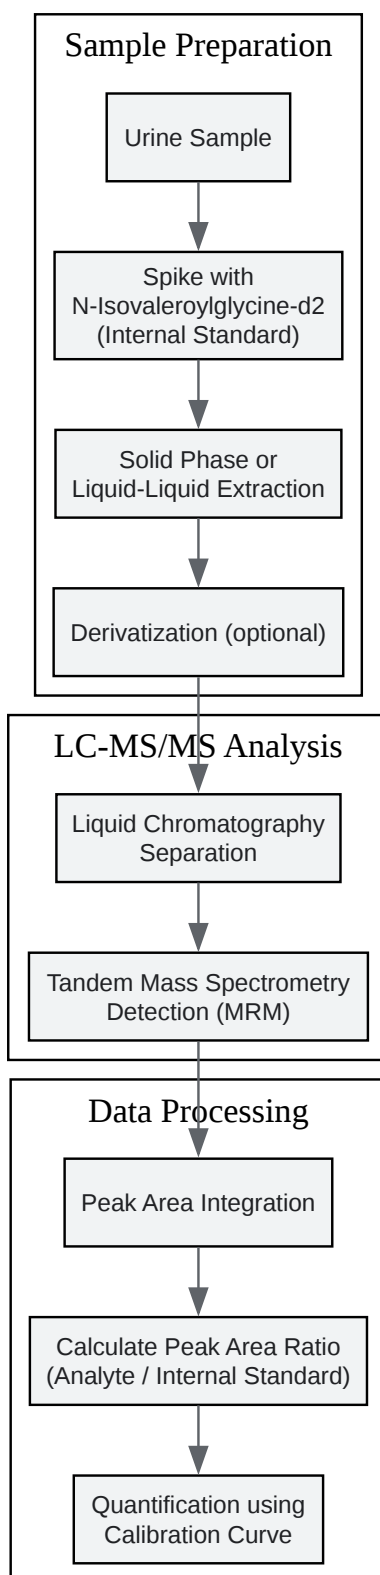 Sample Preparation
Urine Sample
Spike with
N-Isovaleroylglycine-d2
(Internal Standard)
Solid Phase or
Liquid-Liquid Extraction
Derivatization (optional)
LC-MS/MS Analysis
Liquid Chromatography
Separation
Tandem Mass Spectrometry
Detection (MRM)
Data Processing
Peak Area Integration
Calculate Peak Area Ratio
(Analyte / Internal Standard)
Quantification using
Calibration Curve